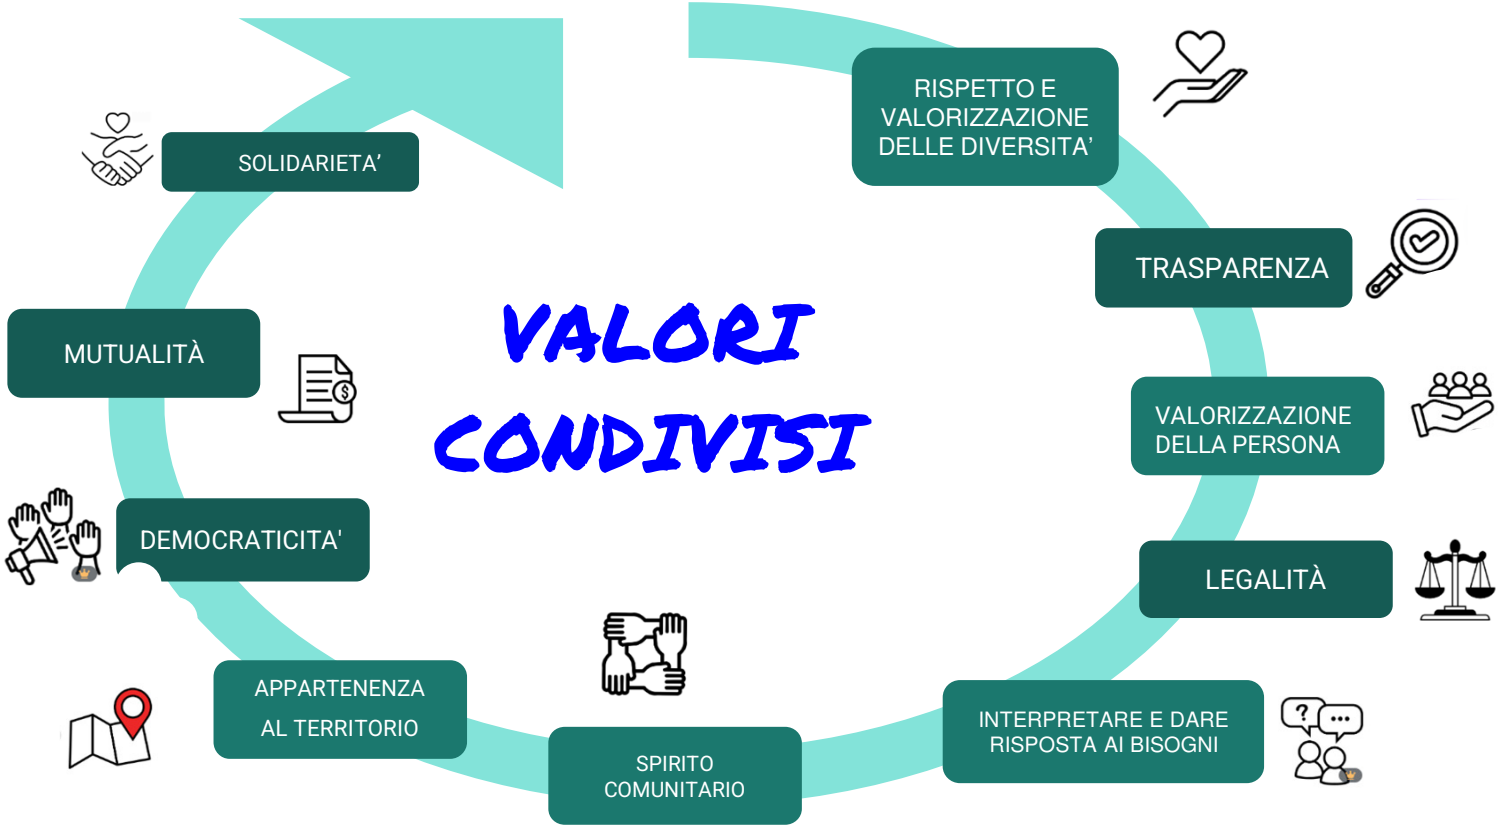 RISPETTO E
VALORIZZAZIONE
DELLE DIVERSITA’
TRASPARENZA
VALORIZZAZIONE
DELLA PERSONA
LEGALITÀ
INTERPRETARE E DARE
RISPOSTA AI BISOGNI
SPIRITO
COMUNITARIO
APPARTENENZA
AL TERRITORIO
DEMOCRATICITA'
MUTUALITÀ
SOLIDARIETA’
VALORI
CONDIVISI
$
?